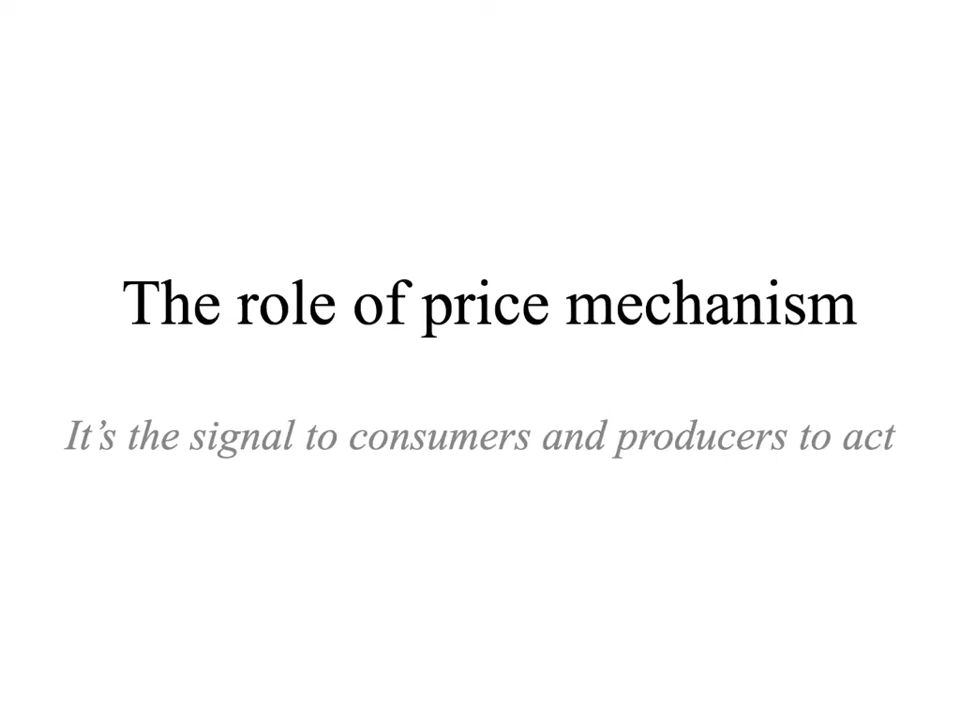 The role of price mechanism
It’s the signal to consumers and producers to act